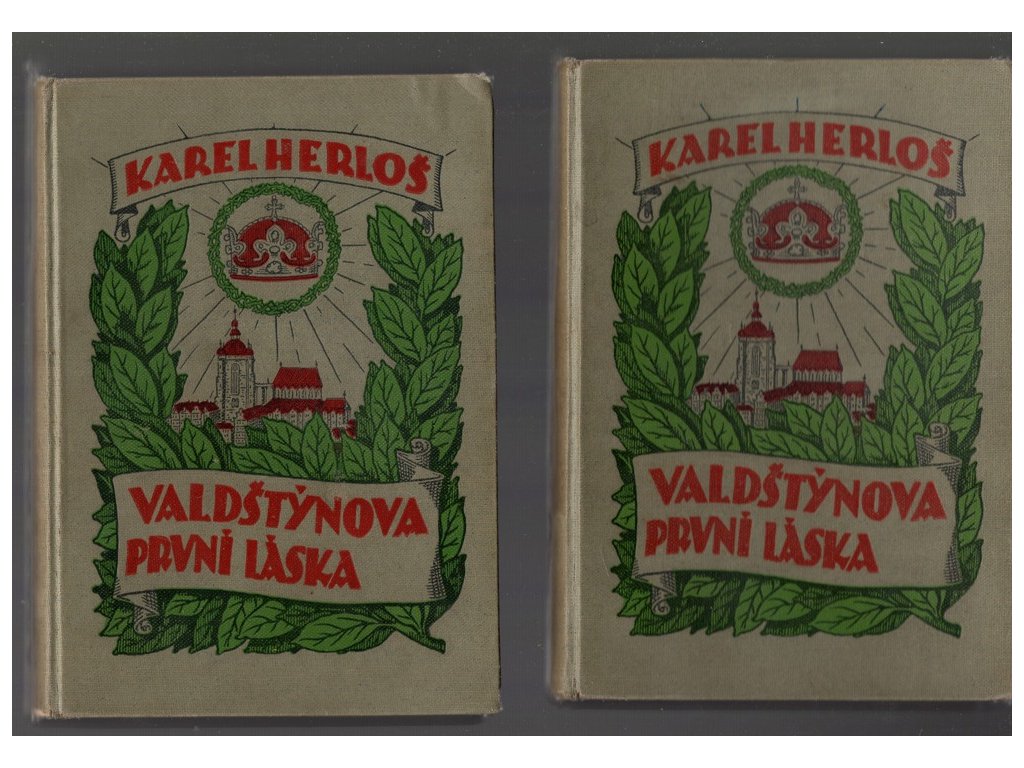 KAREL HERLOŠ
VALDŠTÝNOVA
PRVNÍ LÁSKA
KAREL HERLOŠ
VALDŠTÝNOVA
PRVNÍ LÁSKA